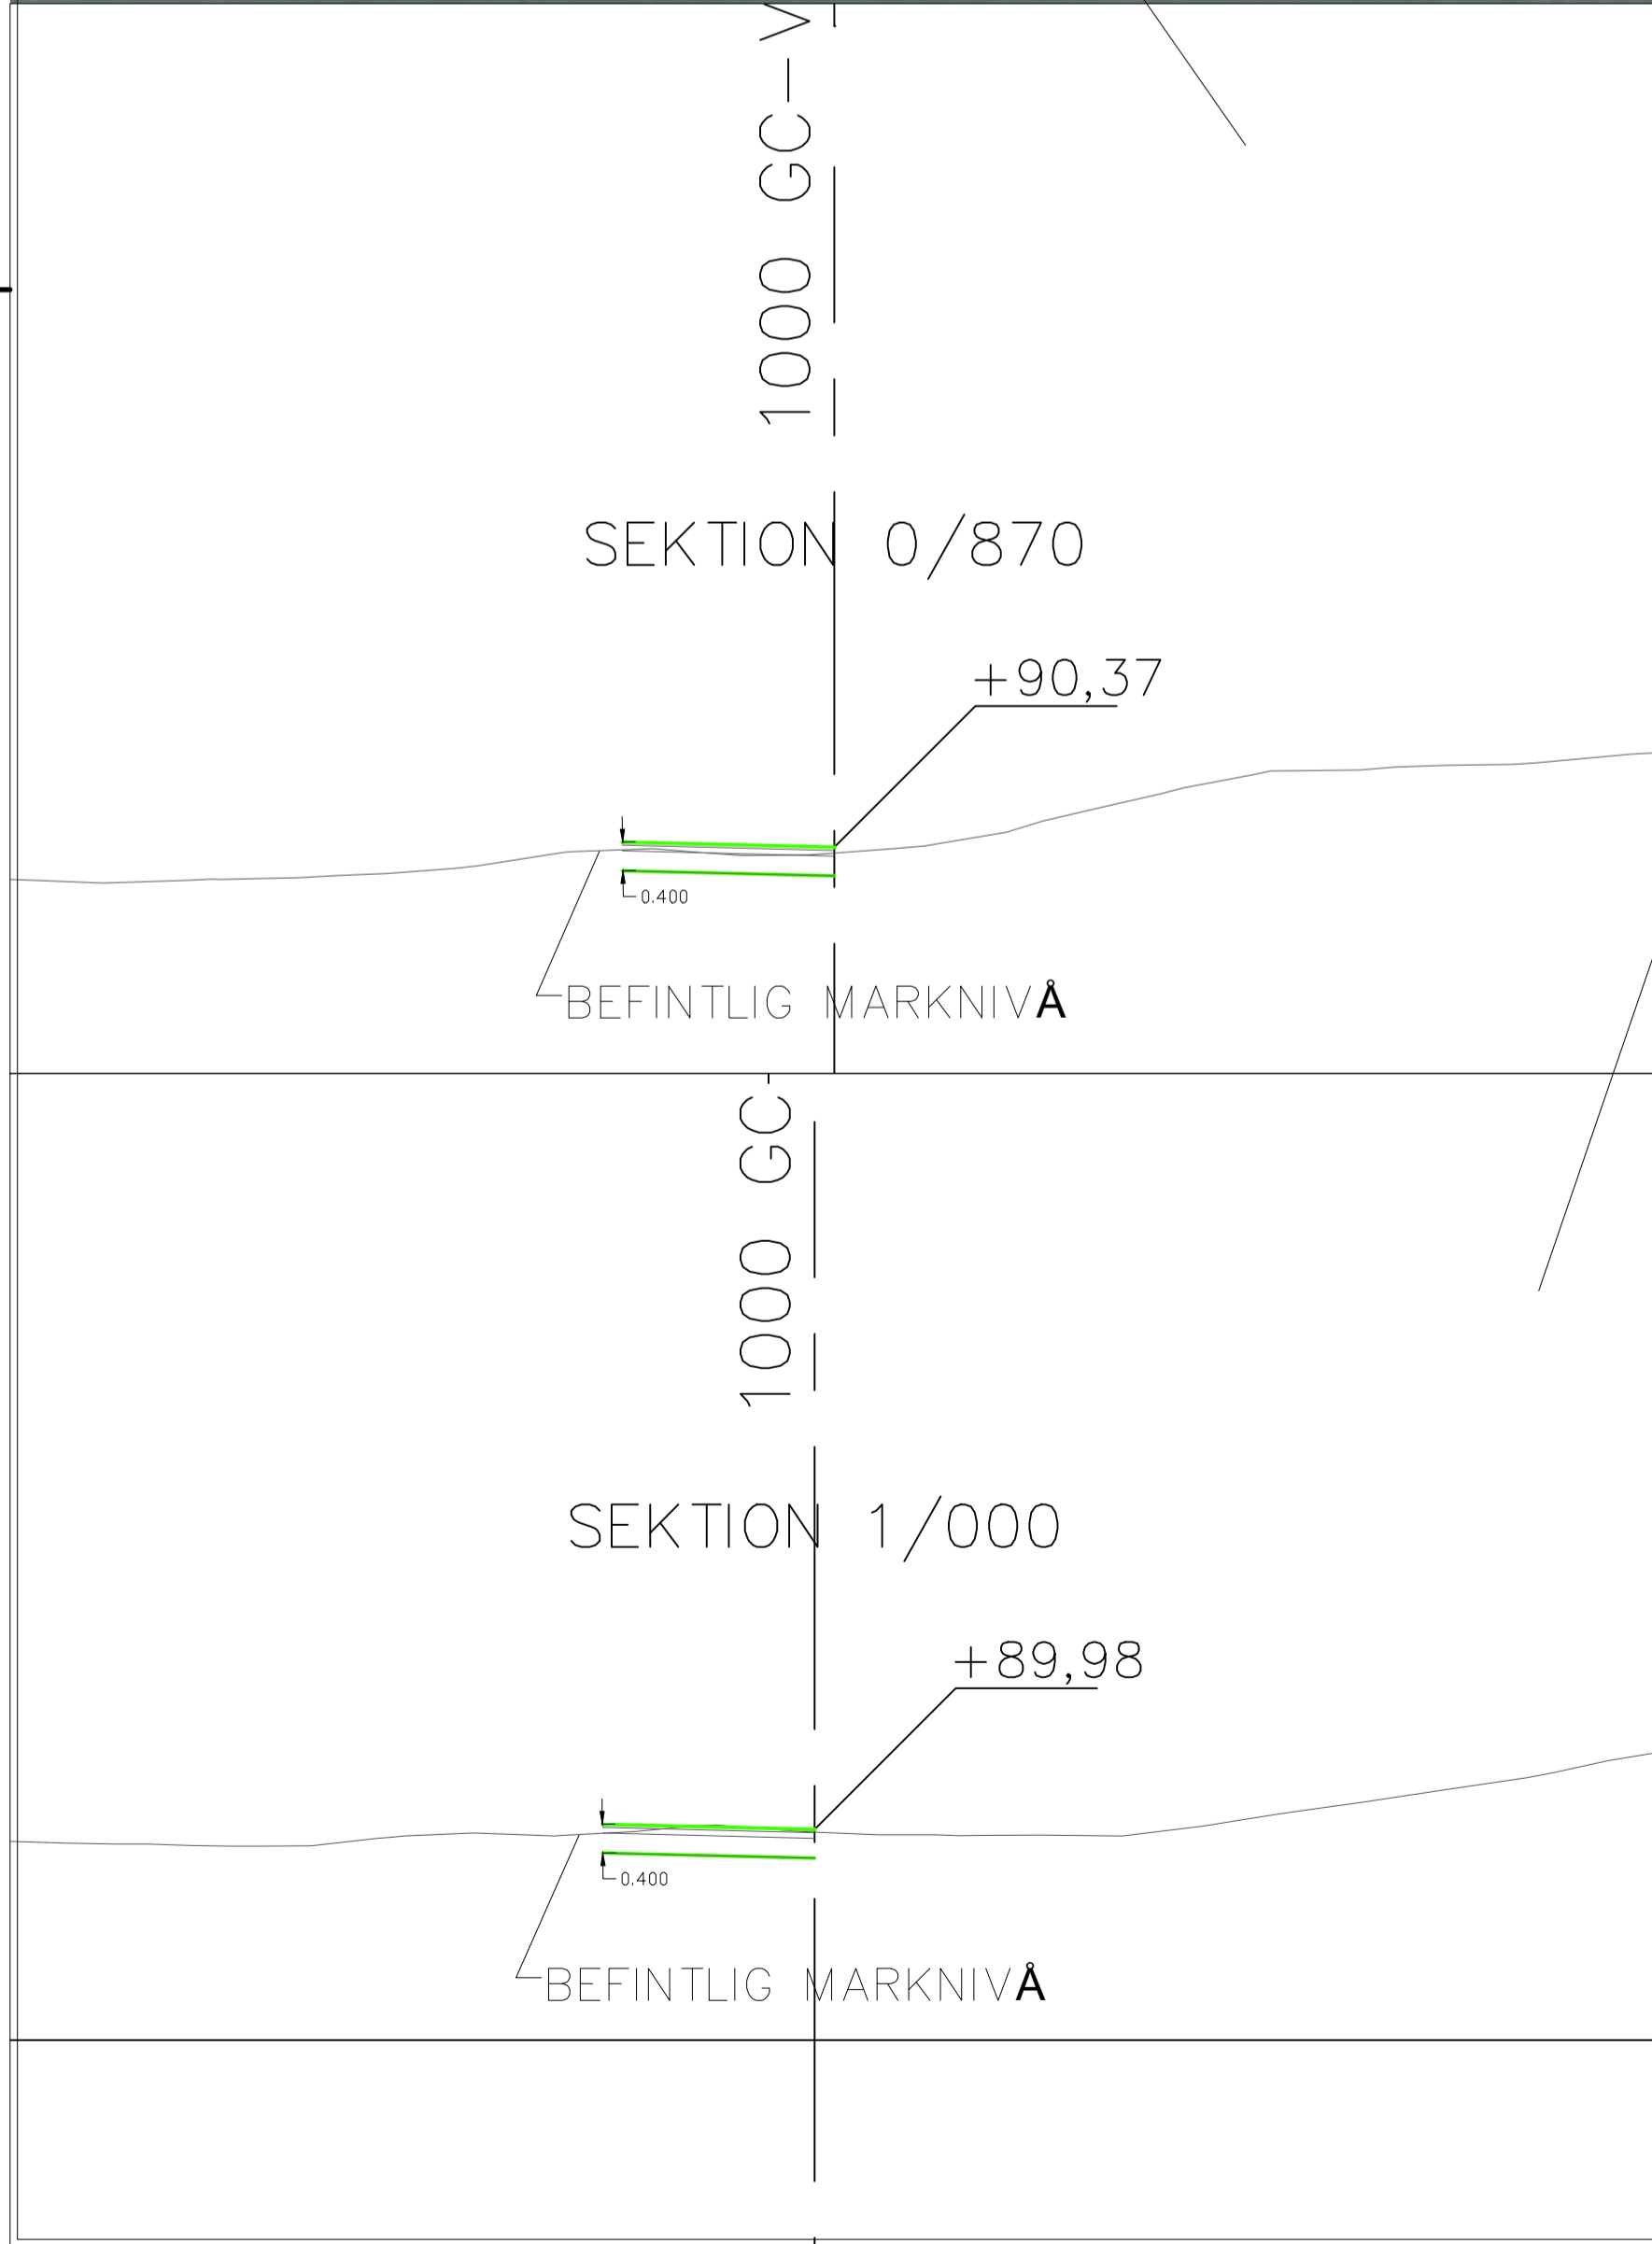 1000 GC-V
SEKTION 0/870
+90,37
0.400
BEFINTLIG MARKNIVÅ
1000 GC-
SEKTION 1/000
+89,98
0.400
BEFINTLIG MARKNIVÅ